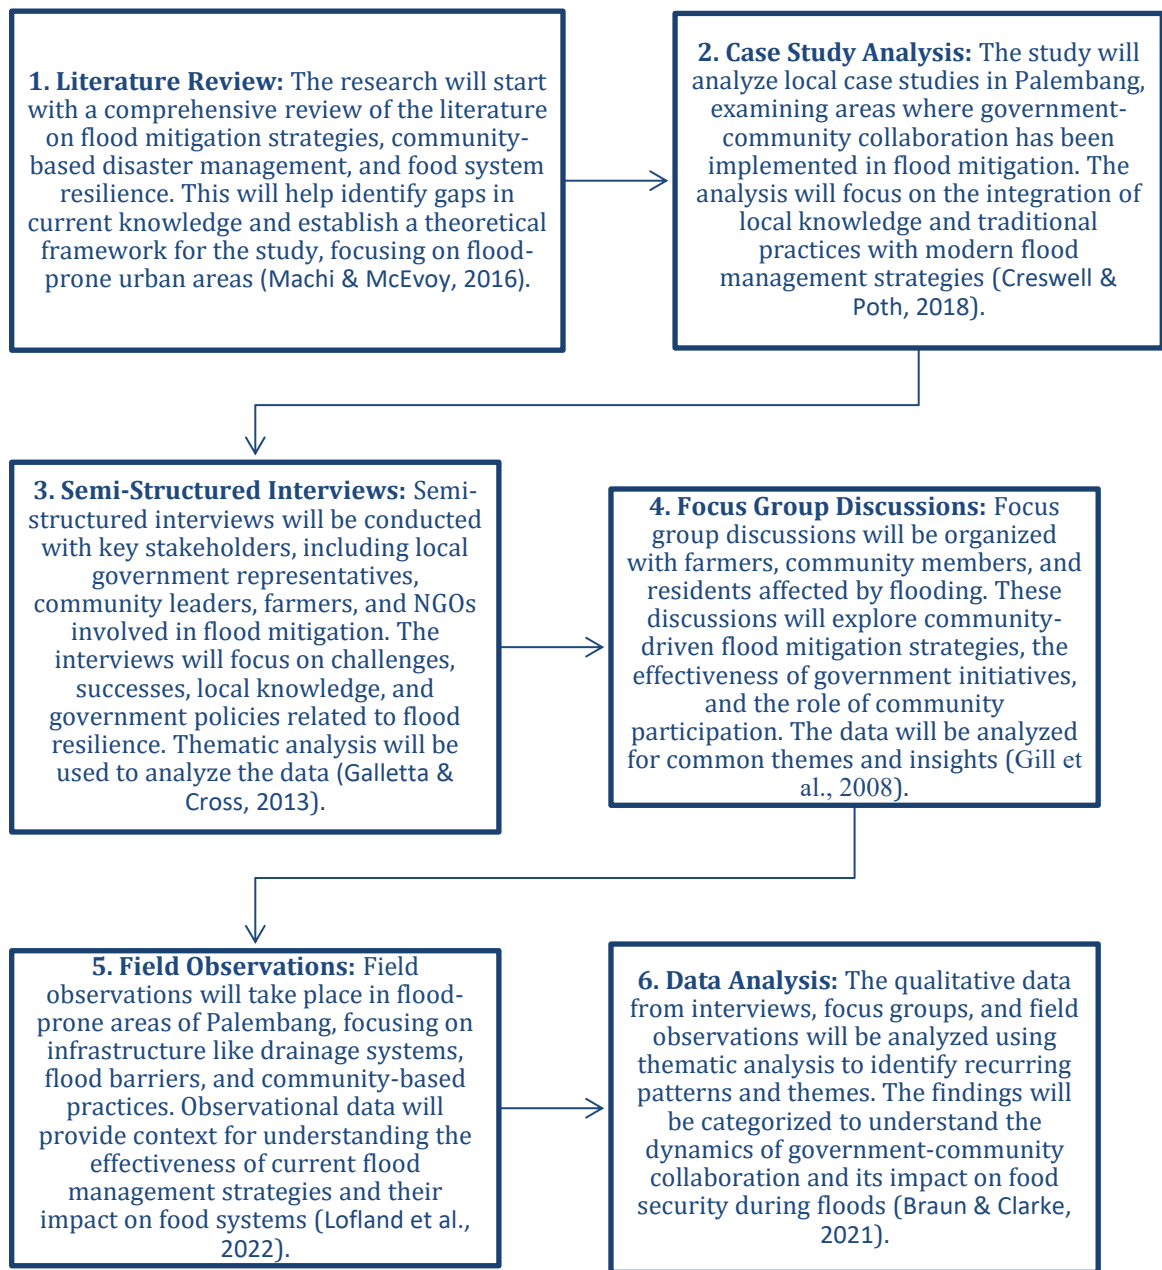 1. Literature Review: The research will start
with a comprehensive review of the literature
on flood mitigation strategies, community-
based disaster management, and food system
resilience. This will help identify gaps in
current knowledge and establish a theoretical
framework for the study, focusing on flood-
prone urban areas (Machi & McEvoy, 2016).
2. Case Study Analysis: The study will
analyze local case studies in Palembang,
examining areas where government-
community collaboration has been
implemented in flood mitigation. The
analysis will focus on the integration of
local knowledge and traditional
practices with modern flood
management strategies (Creswell &
Poth, 2018).
3. Semi-Structured Interviews: Semi-
structured interviews will be conducted
with key stakeholders, including local
government representatives,
community leaders, farmers, and NGOs
involved in flood mitigation. The
interviews will focus on challenges,
successes, local knowledge, and
government policies related to flood
resilience. Thematic analysis will be
used to analyze the data (Galletta &
Cross, 2013).
4. Focus Group Discussions: Focus
group discussions will be organized
with farmers, community members, and
residents affected by flooding. These
discussions will explore community-
driven flood mitigation strategies, the
effectiveness of government initiatives,
and the role of community
participation. The data will be analyzed
for common themes and insights (Gill et
al., 2008).
5. Field Observations: Field
observations will take place in flood-
prone areas of Palembang, focusing on
infrastructure like drainage systems,
flood barriers, and community-based
practices. Observational data will
provide context for understanding the
effectiveness of current flood
management strategies and their
impact on food systems (Lofland et al.,
2022).
6. Data Analysis: The qualitative data
from interviews, focus groups, and field
observations will be analyzed using
thematic analysis to identify recurring
patterns and themes. The findings will
be categorized to understand the
dynamics of government-community
collaboration and its impact on food
security during floods (Braun & Clarke,
2021).